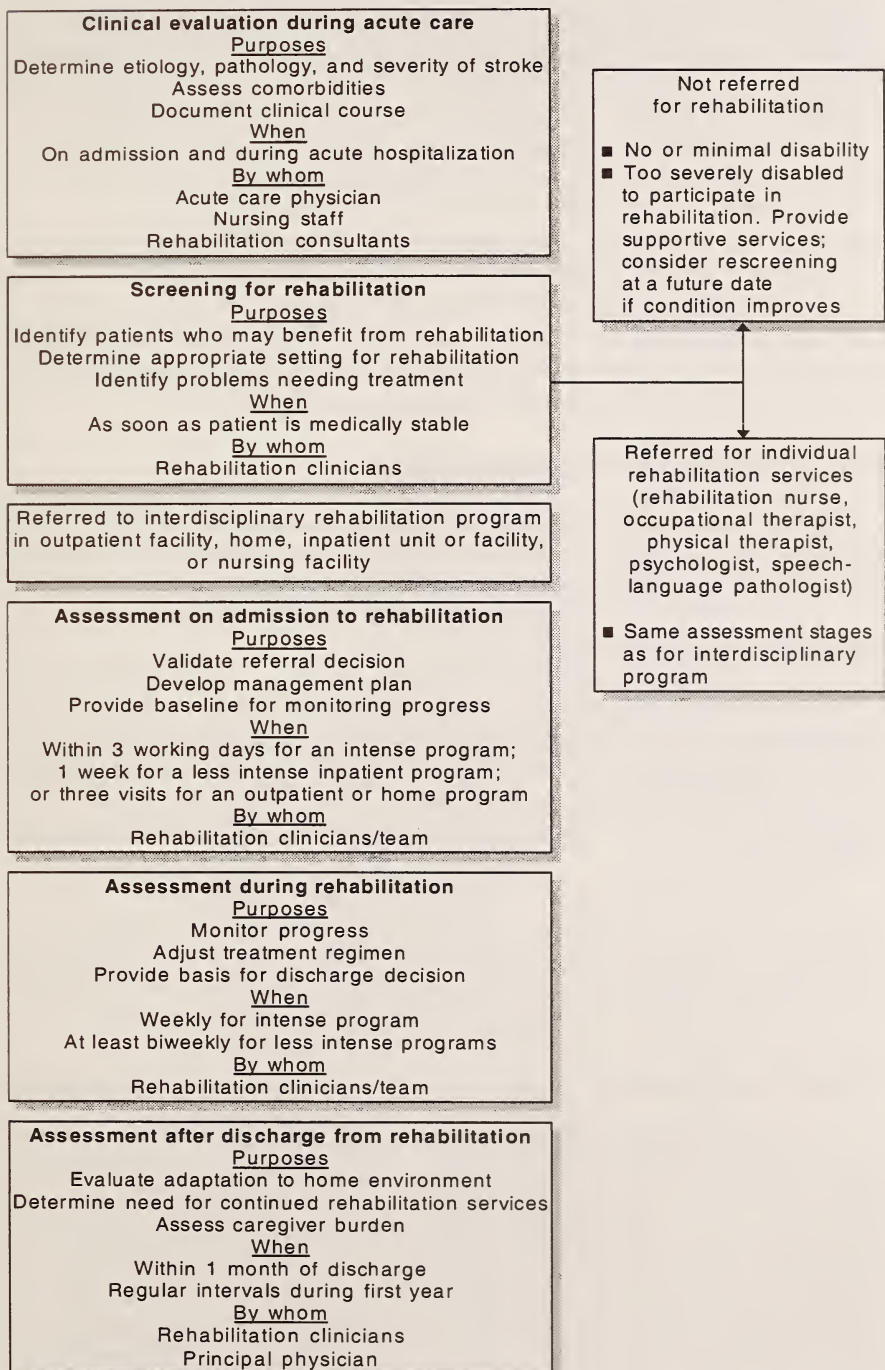 Clinical evaluation during acute care
Purposes
Determine etiology, pathology, and severity of stroke
Assess comorbidities
Document clinical course
When
On admission and during acute hospitalization
By whom
Acute care physician
Nursing staff
Rehabilitation consultants
Screening for rehabilitation
Purposes
Identify patients who may benefit from rehabilitation
Determine appropriate setting for rehabilitation
Identify problems needing treatment
When
As soon as patient is medically stable
By whom
Rehabilitation clinicians
Not referred
for rehabilitation
■ No or minimal disability
■ Too severely disabled
to participate in
rehabilitation. Provide
supportive services;
consider rescreening
at a future date
if condition improves
Referred for individual
rehabilitation services
(rehabilitation nurse,
occupational therapist,
physical therapist,
psychologist, speech-
language pathologist)
■ Same assessment stages
as for interdisciplinary
program
Referred to interdisciplinary rehabilitation program
in outpatient facility, home, inpatient unit or facility,
or nursing facility
Assessment on admission to rehabilitation
Purposes
Validate referral decision
Develop management plan
Provide baseline for monitoring progress
When
Within 3 working days for an intense program;
1 week for a less intense inpatient program;
or three visits for an outpatient or home program
By whom
Rehabilitation clinicians/team
Assessment during rehabilitation
Purposes
Monitor progress
Adjust treatment regimen
Provide basis for discharge decision
When
Weekly for intense program
At least biweekly for less intense programs
By whom
Rehabilitation clinicians/team
Assessment after discharge from rehabilitation
Purposes
Evaluate adaptation to home environment
Determine need for continued rehabilitation services
Assess caregiver burden
When
Within 1 month of discharge
Regular intervals during first year
By whom
Rehabilitation clinicians
Principal physician